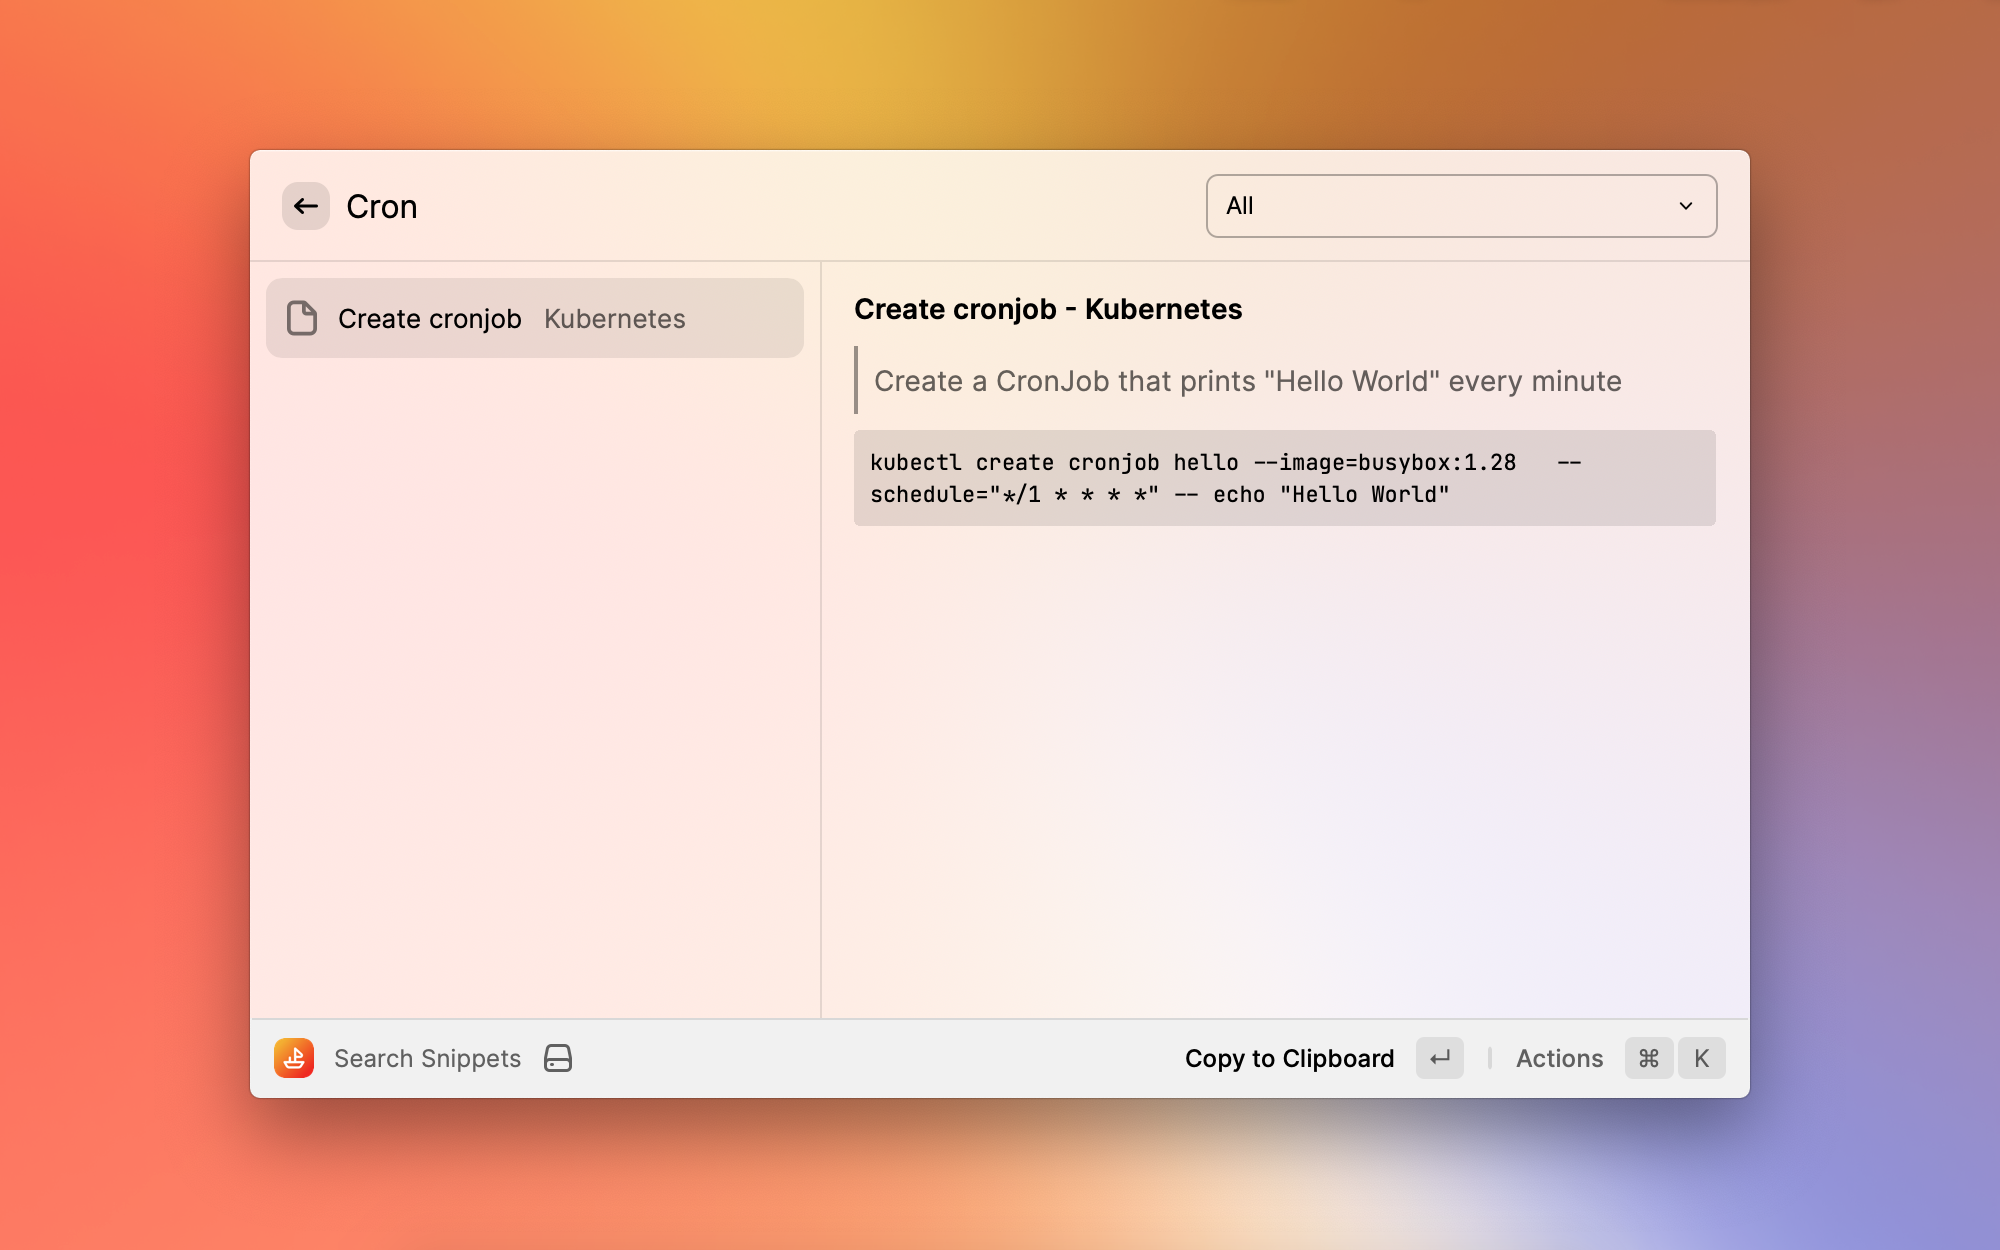 Cron
All
Create cronjob Kubernetes
Create cronjob - Kubernetes
Create a CronJob that prints "Hello World" every minute
kubectl create cronjob hello --image=busybox:1.28   --
schedule="*/1 * * * *" -- echo "Hello World"
Search Snippets
Copy to Clipboard ↵ Actions ⌘ K